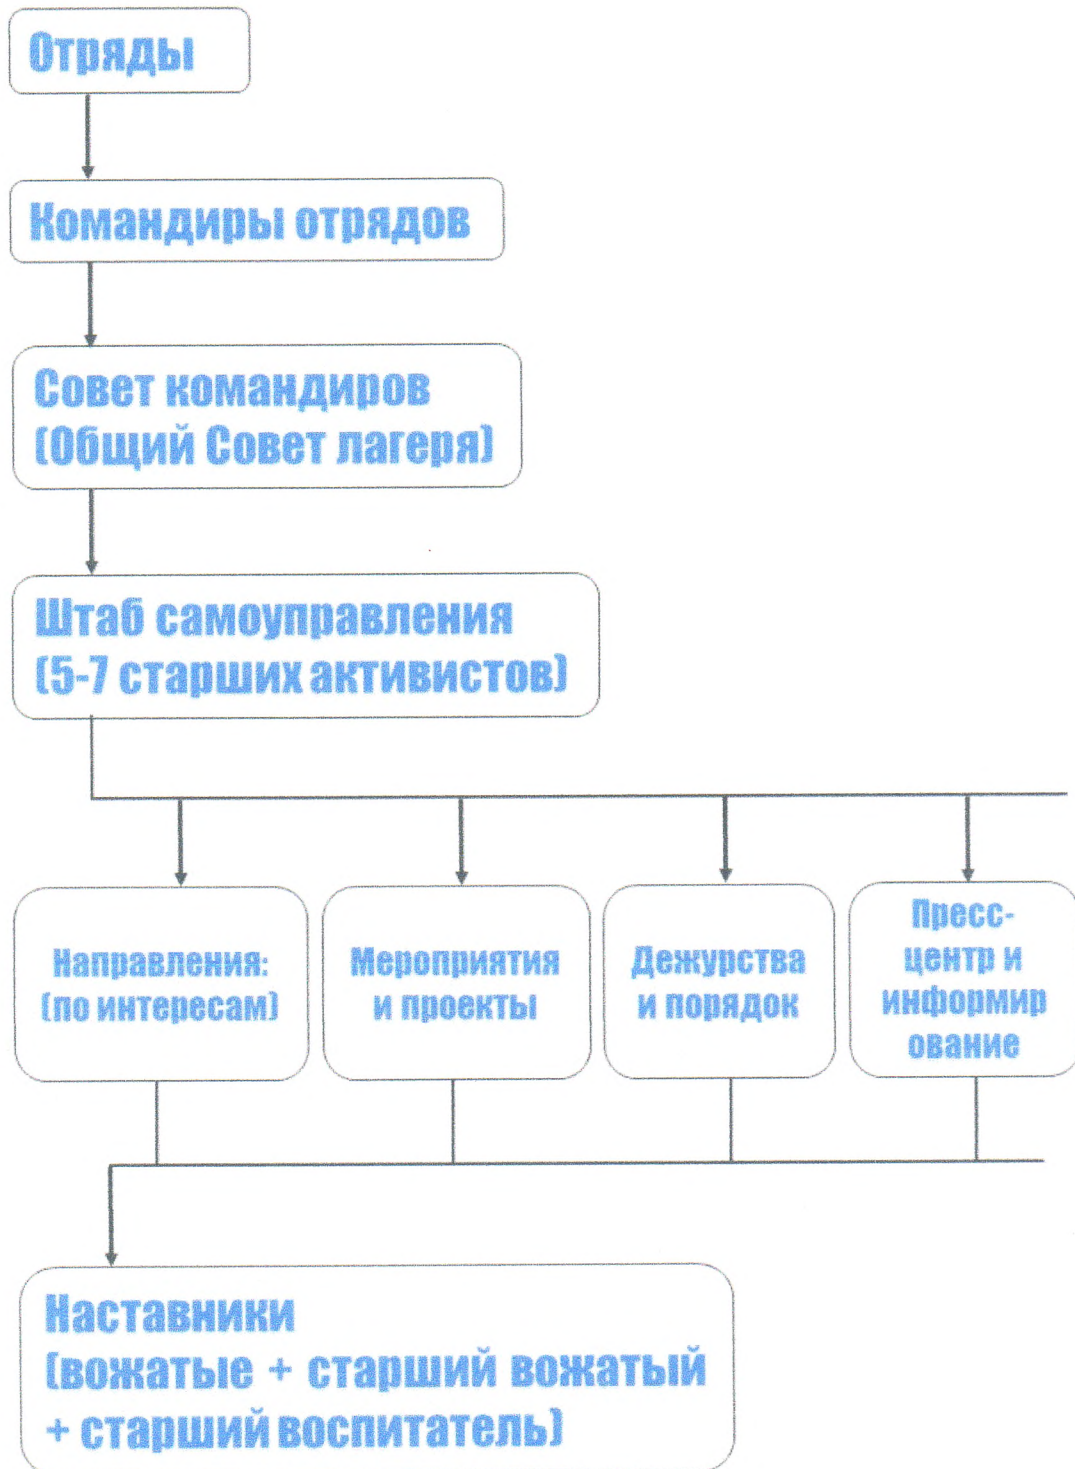 Отряды
Командиры отрядов
Совет командиров
(Общий Совет лагеря)
Штаб самоуправления
(5-7 старших активистов)
Направления:
(по интересам)
Мероприятия
и проекты
Дежурства
и порядок
Пресс-
центр и
информир
ование
Наставники
(вожатые + старший вожатый
+ старший воспитатель)